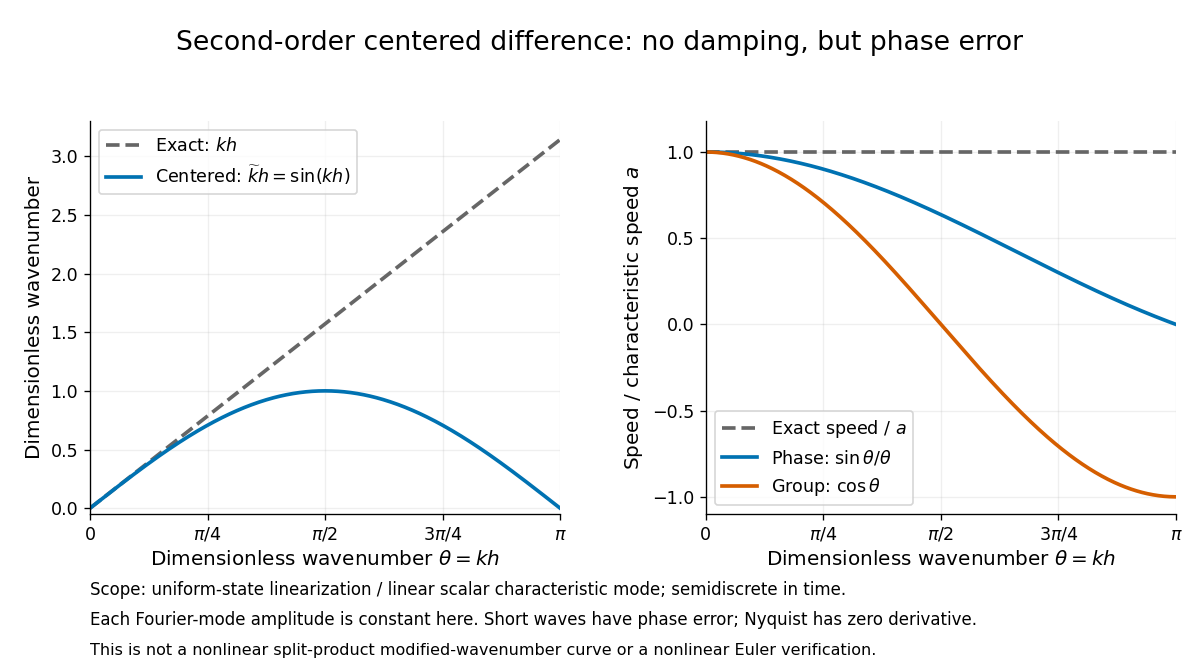 Second-order centered difference: no damping, but phase error
Dimensionless wavenumber
3.0
2.5
2.0
1.5
1.0
0.5
0.0
Exact: kh
Centered: k̃h = sin(kh)
0 π/4 π/2 3π/4 π
Dimensionless wavenumber θ = kh
Speed / characteristic speed a
1.0
0.5
0.0
−0.5
−1.0
Exact speed / a
Phase: sin θ/θ
Group: cos θ
0 π/4 π/2 3π/4 π
Dimensionless wavenumber θ = kh
Scope: uniform-state linearization / linear scalar characteristic mode; semidiscrete in time.
Each Fourier-mode amplitude is constant here. Short waves have phase error; Nyquist has zero derivative.
This is not a nonlinear split-product modified-wavenumber curve or a nonlinear Euler verification.